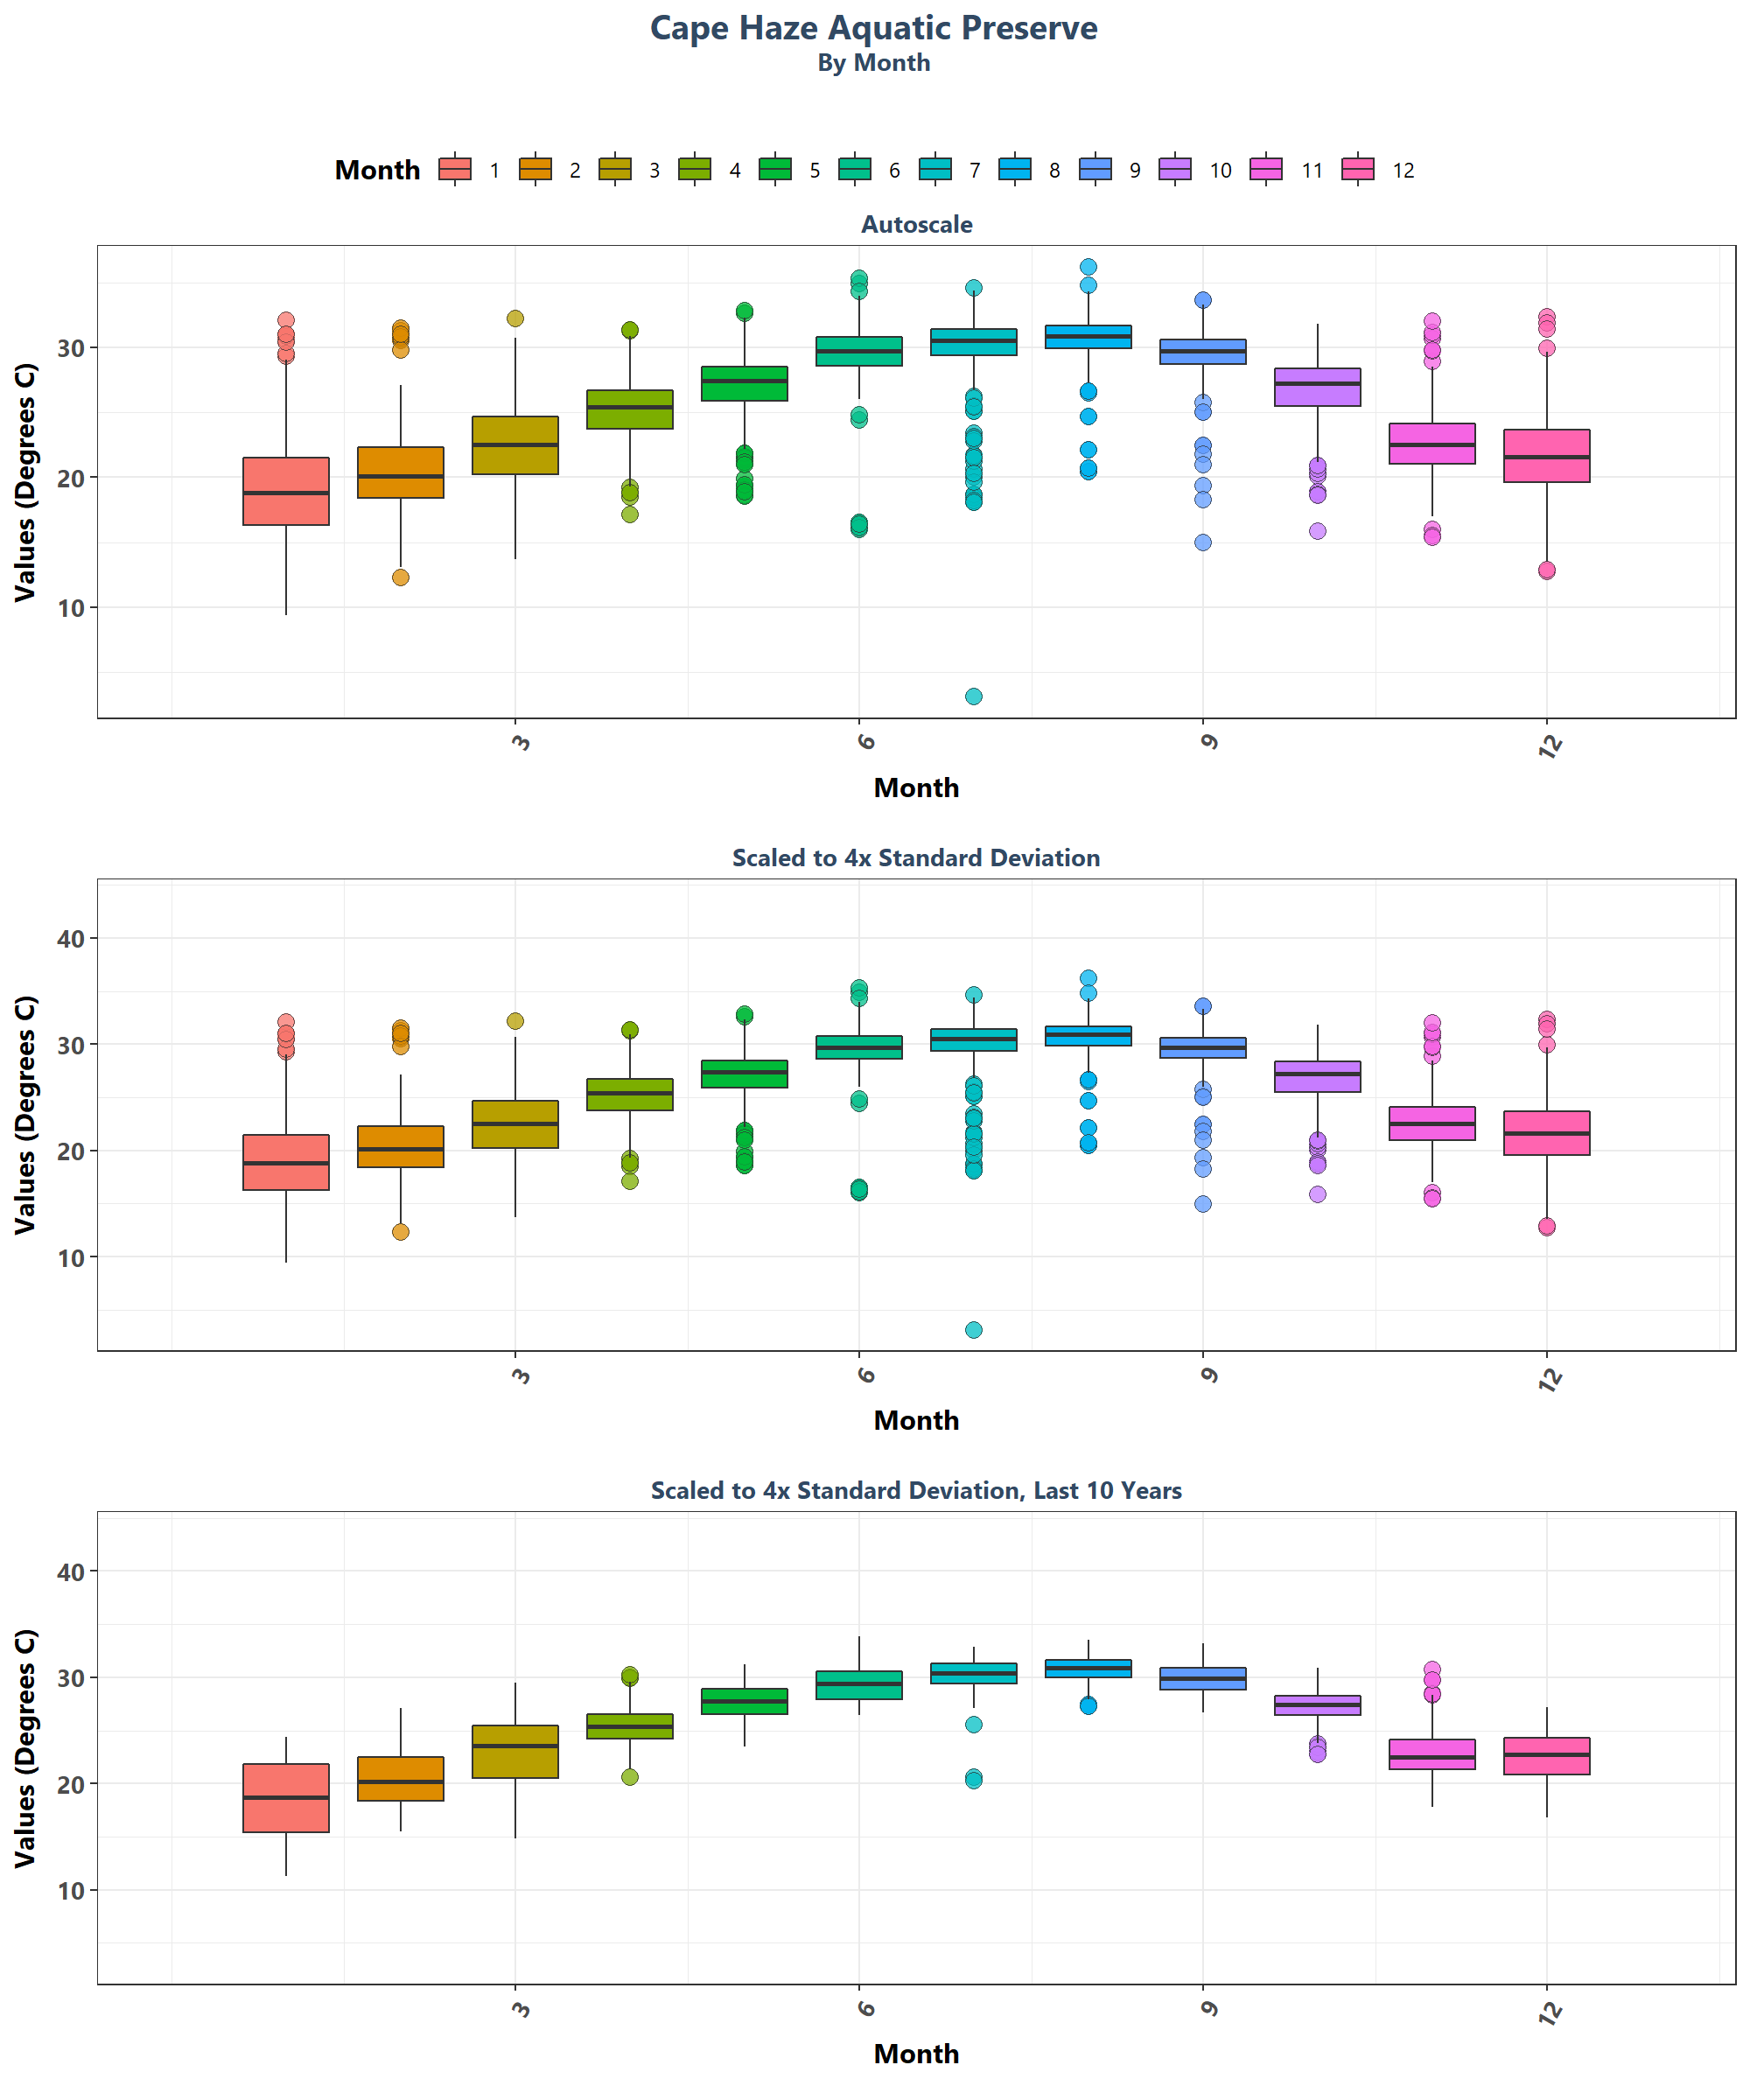 Cape Haze Aquatic Preserve
By Month
Month 1 2 3 4 5 6 7 8 9 10 11 12
Autoscale
Values (Degrees C)
30
20
10
3 6 9 12
Month
Scaled to 4x Standard Deviation
Values (Degrees C)
40
30
20
10
3 6 9 12
Month
Scaled to 4x Standard Deviation, Last 10 Years
Values (Degrees C)
40
30
20
10
3 6 9 12
Month